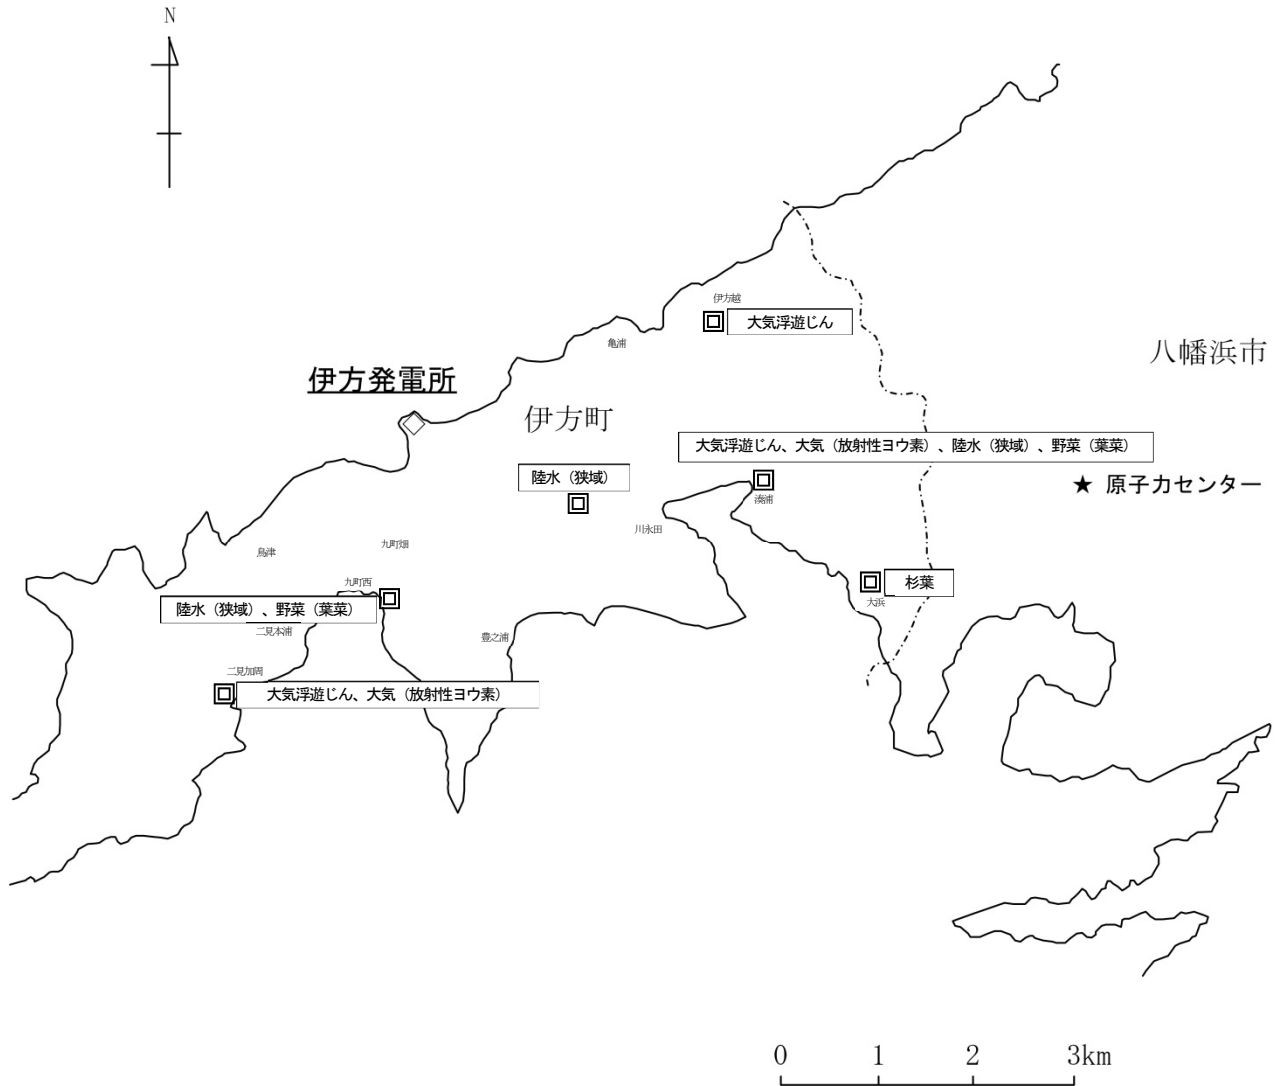 N
伊方越
大気浮遊じん
亀浦
八幡浜市
伊方発電所
伊方町
大気浮遊じん、大気（放射性ヨウ素）、陸水（狭域）、野菜（葉菜）
陸水（狭域）
★ 原子力センター
湊浦
川永田
鳥津
九町畑
九町西
杉葉
大浜
陸水（狭域）、野菜（葉菜）
二見本浦
豊之浦
二見加周
大気浮遊じん、大気（放射性ヨウ素）
0 1 2 3km